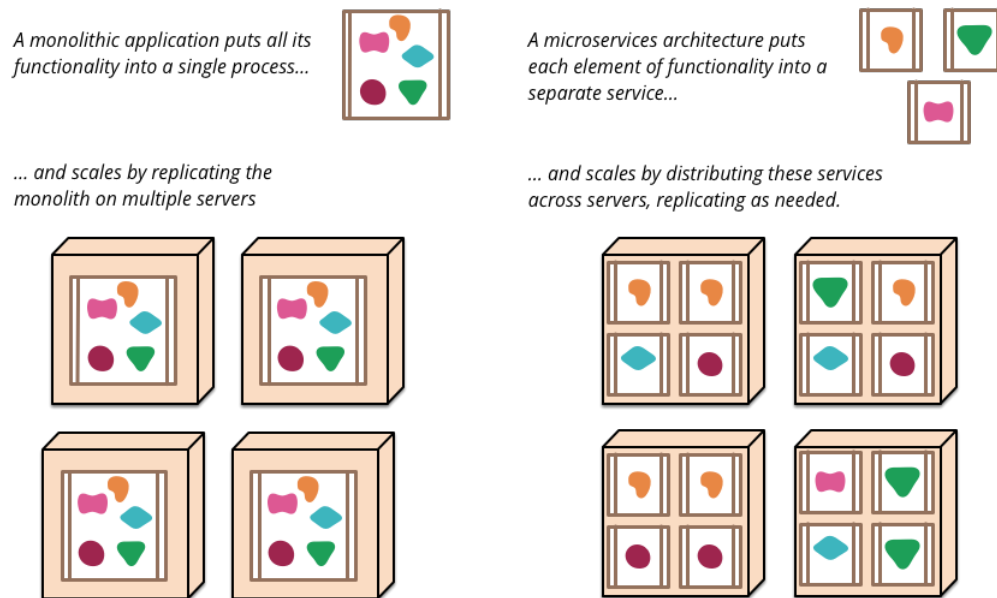 A monolithic application puts all its
functionality into a single process...
... and scales by replicating the
monolith on multiple servers
A microservices architecture puts
each element of functionality into a
separate service...
... and scales by distributing these services
across servers, replicating as needed.